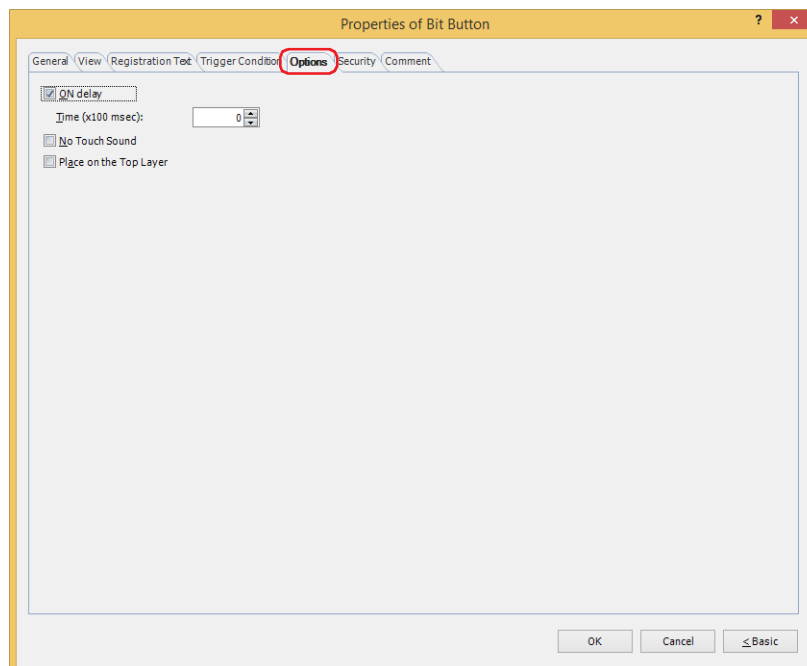 Properties of Bit Button
? ×
General View Registration Text Trigger Condition Options Security Comment
ON delay
Time (x100 msec): 0
No Touch Sound
Place on the Top Layer
OK Cancel < Basic